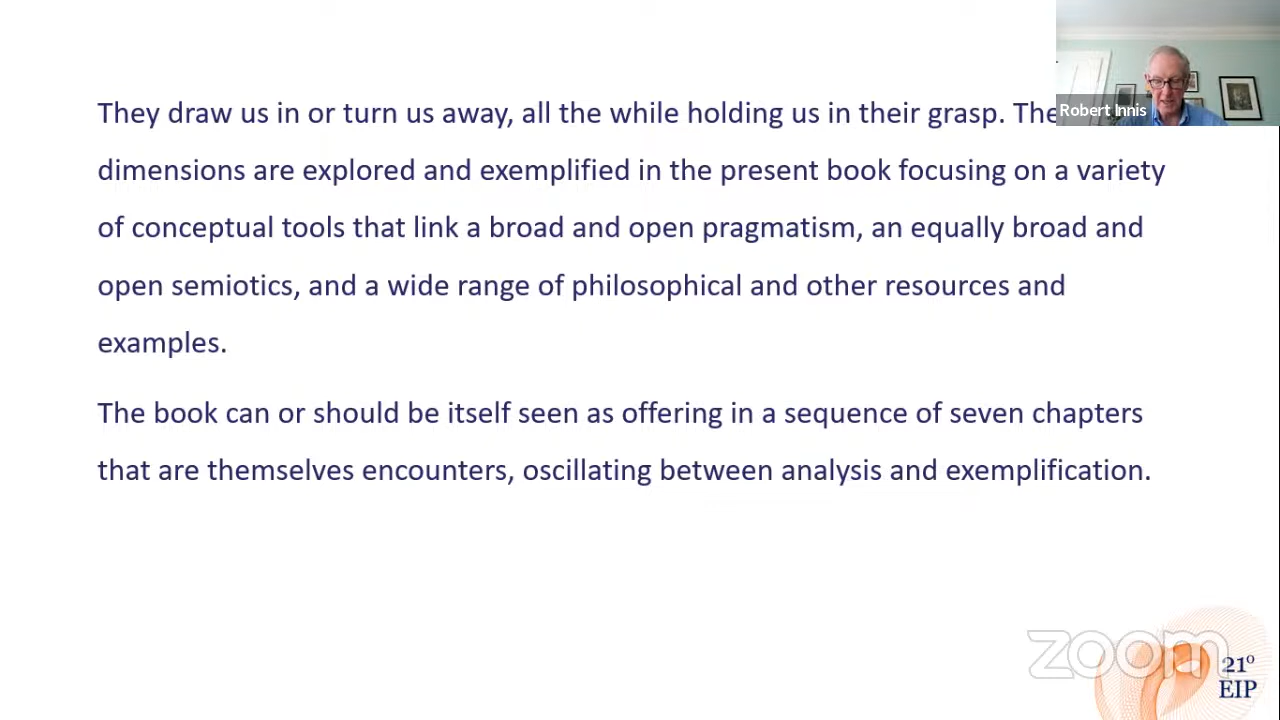 They draw us in or turn us away, all the while holding us in their grasp. The
dimensions are explored and exemplified in the present book focusing on a variety
of conceptual tools that link a broad and open pragmatism, an equally broad and
open semiotics, and a wide range of philosophical and other resources and
examples.
The book can or should be itself seen as offering in a sequence of seven chapters
that are themselves encounters, oscillating between analysis and exemplification.
Robert Innis
zoom
21º
EIP